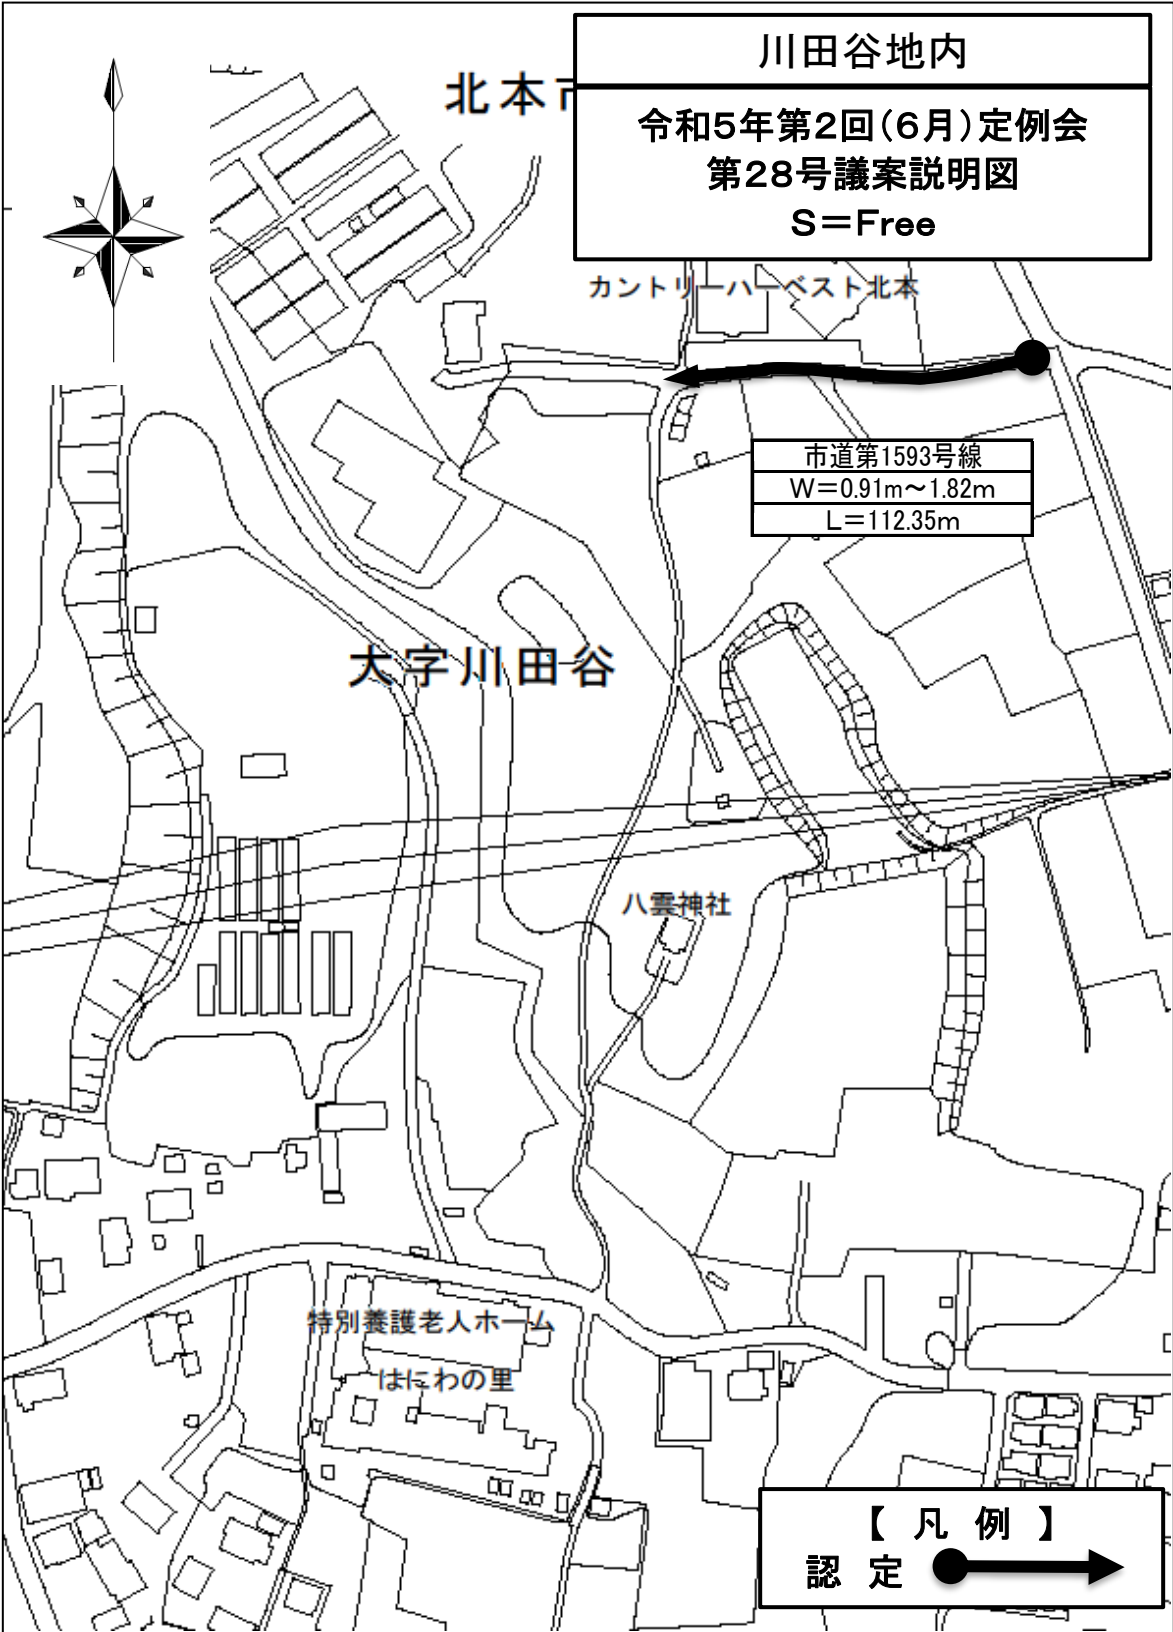 川田谷地内
令和5年第2回(6月)定例会
第28号議案説明図
S=Free
北本市
カントリーハーベスト北本
市道第1593号線
W=0.91m～1.82m
L=112.35m
大字川田谷
八雲神社
特別養護老人ホーム
はにわの里
【 凡 例 】
認 定